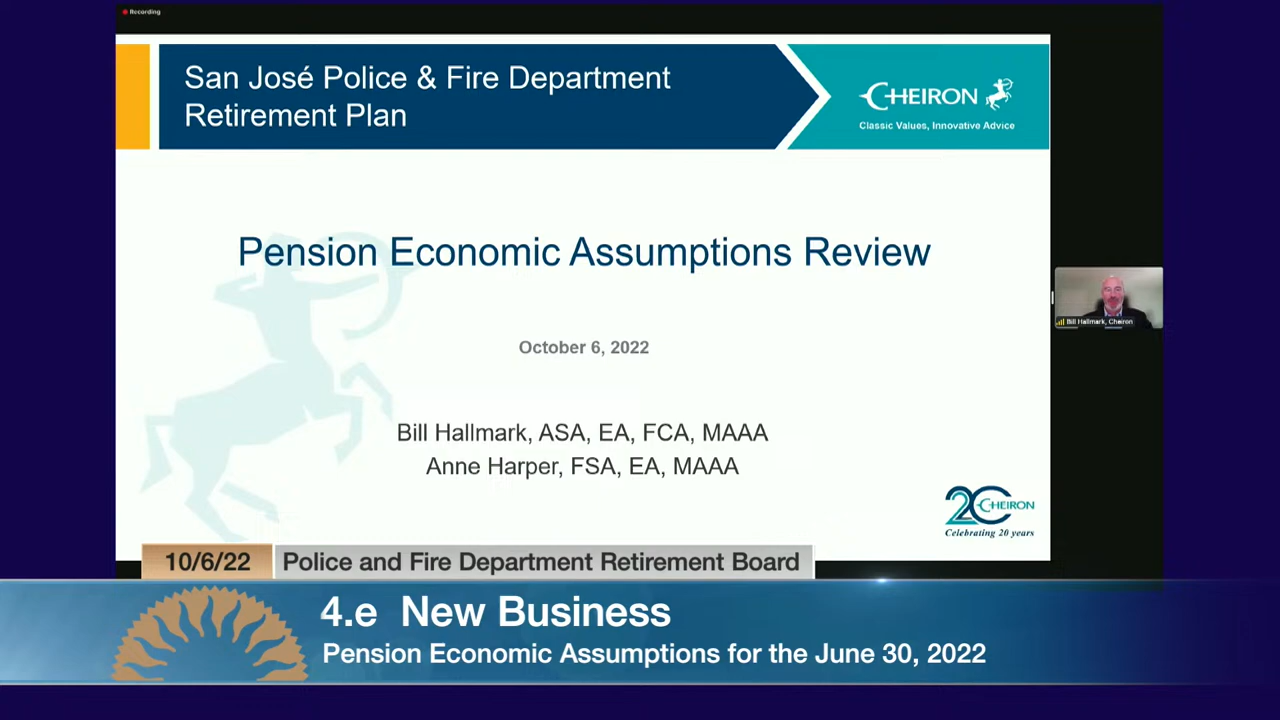 Recording
San José Police & Fire Department
Retirement Plan
CHEIRON
Classic Values, Innovative Advice
Pension Economic Assumptions Review
October 6, 2022
Bill Hallmark, ASA, EA, FCA, MAAA
Anne Harper, FSA, EA, MAAA
Bill Hallmark, Cheiron
20 CHEIRON
Celebrating 20 years
10/6/22 Police and Fire Department Retirement Board
4.e New Business
Pension Economic Assumptions for the June 30, 2022